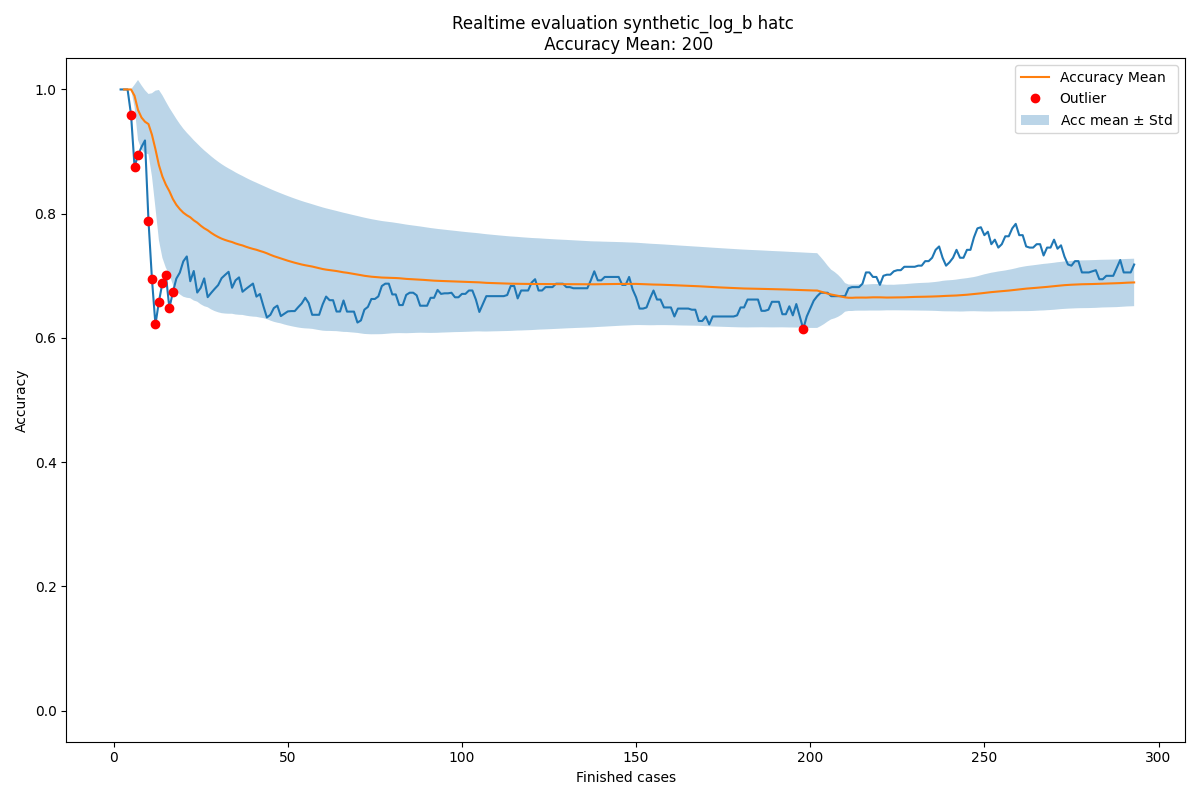 Realtime evaluation synthetic_log_b hatc
Accuracy Mean: 200
Accuracy Mean
Outlier
Acc mean ± Std
1.0
0.8
0.6
0.4
0.2
0.0
Accuracy
0 50 100 150 200 250 300
Finished cases